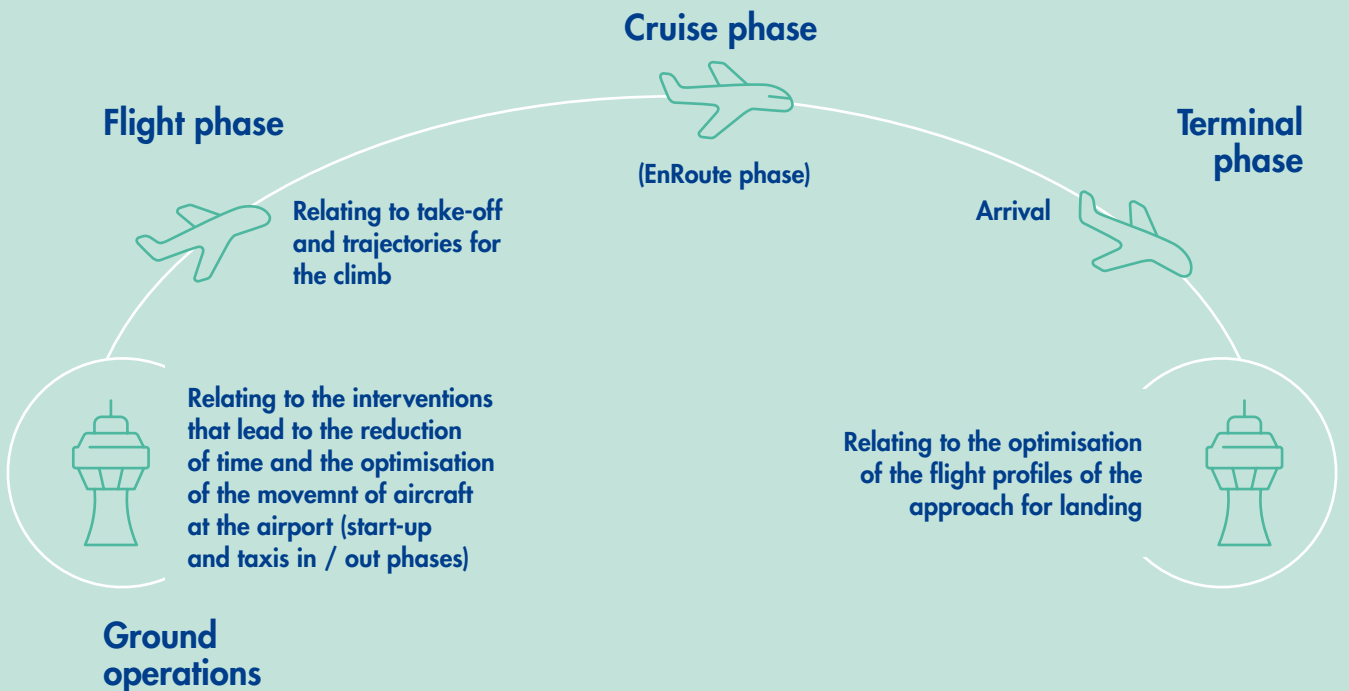 Cruise phase
(EnRoute phase)
Flight phase
Relating to take-off
and trajectories for
the climb
Terminal
phase
Arrival
Relating to the interventions
that lead to the reduction
of time and the optimisation
of the movemnt of aircraft
at the airport (start-up
and taxis in / out phases)
Ground
operations
Relating to the optimisation
of the flight profiles of the
approach for landing